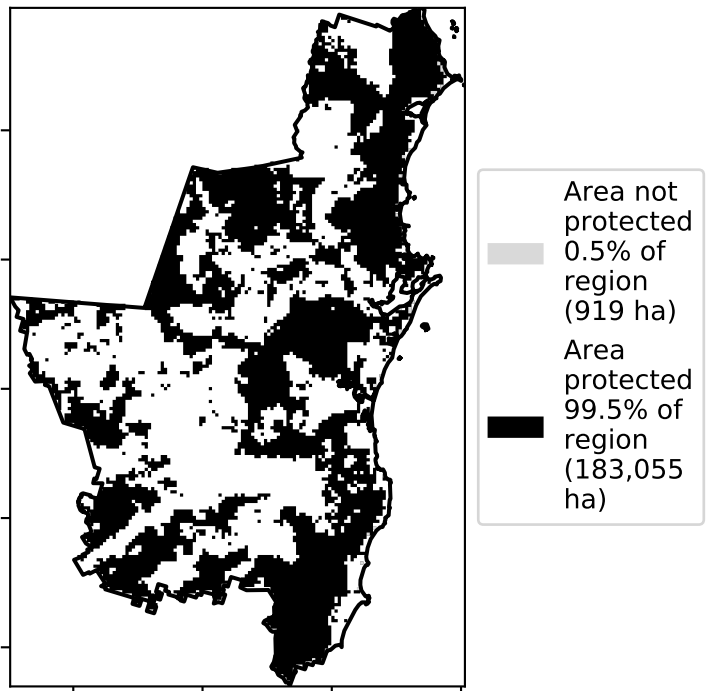 Area not
protected
0.5% of
region
(919 ha)
Area
protected
99.5% of
region
(183,055
ha)